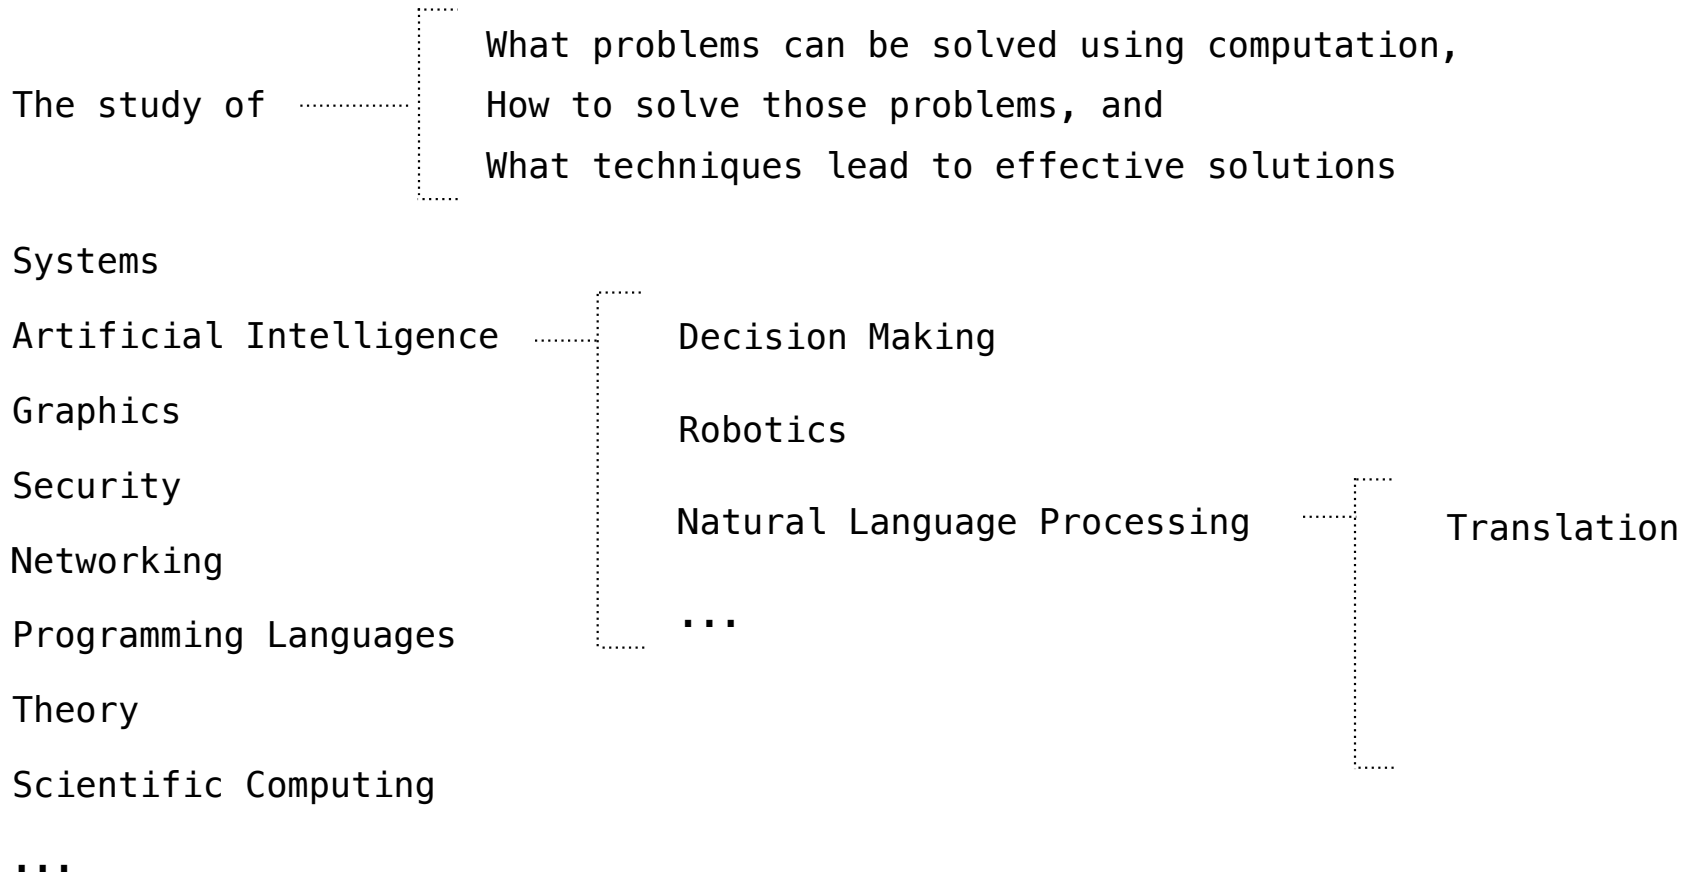 What problems can be solved using computation,
The study of
How to solve those problems, and
What techniques lead to effective solutions
Systems
Artificial Intelligence
Decision Making
Graphics
Robotics
Security
Natural Language Processing
Translation
Networking
...
Programming Languages
Theory
Scientific Computing
...